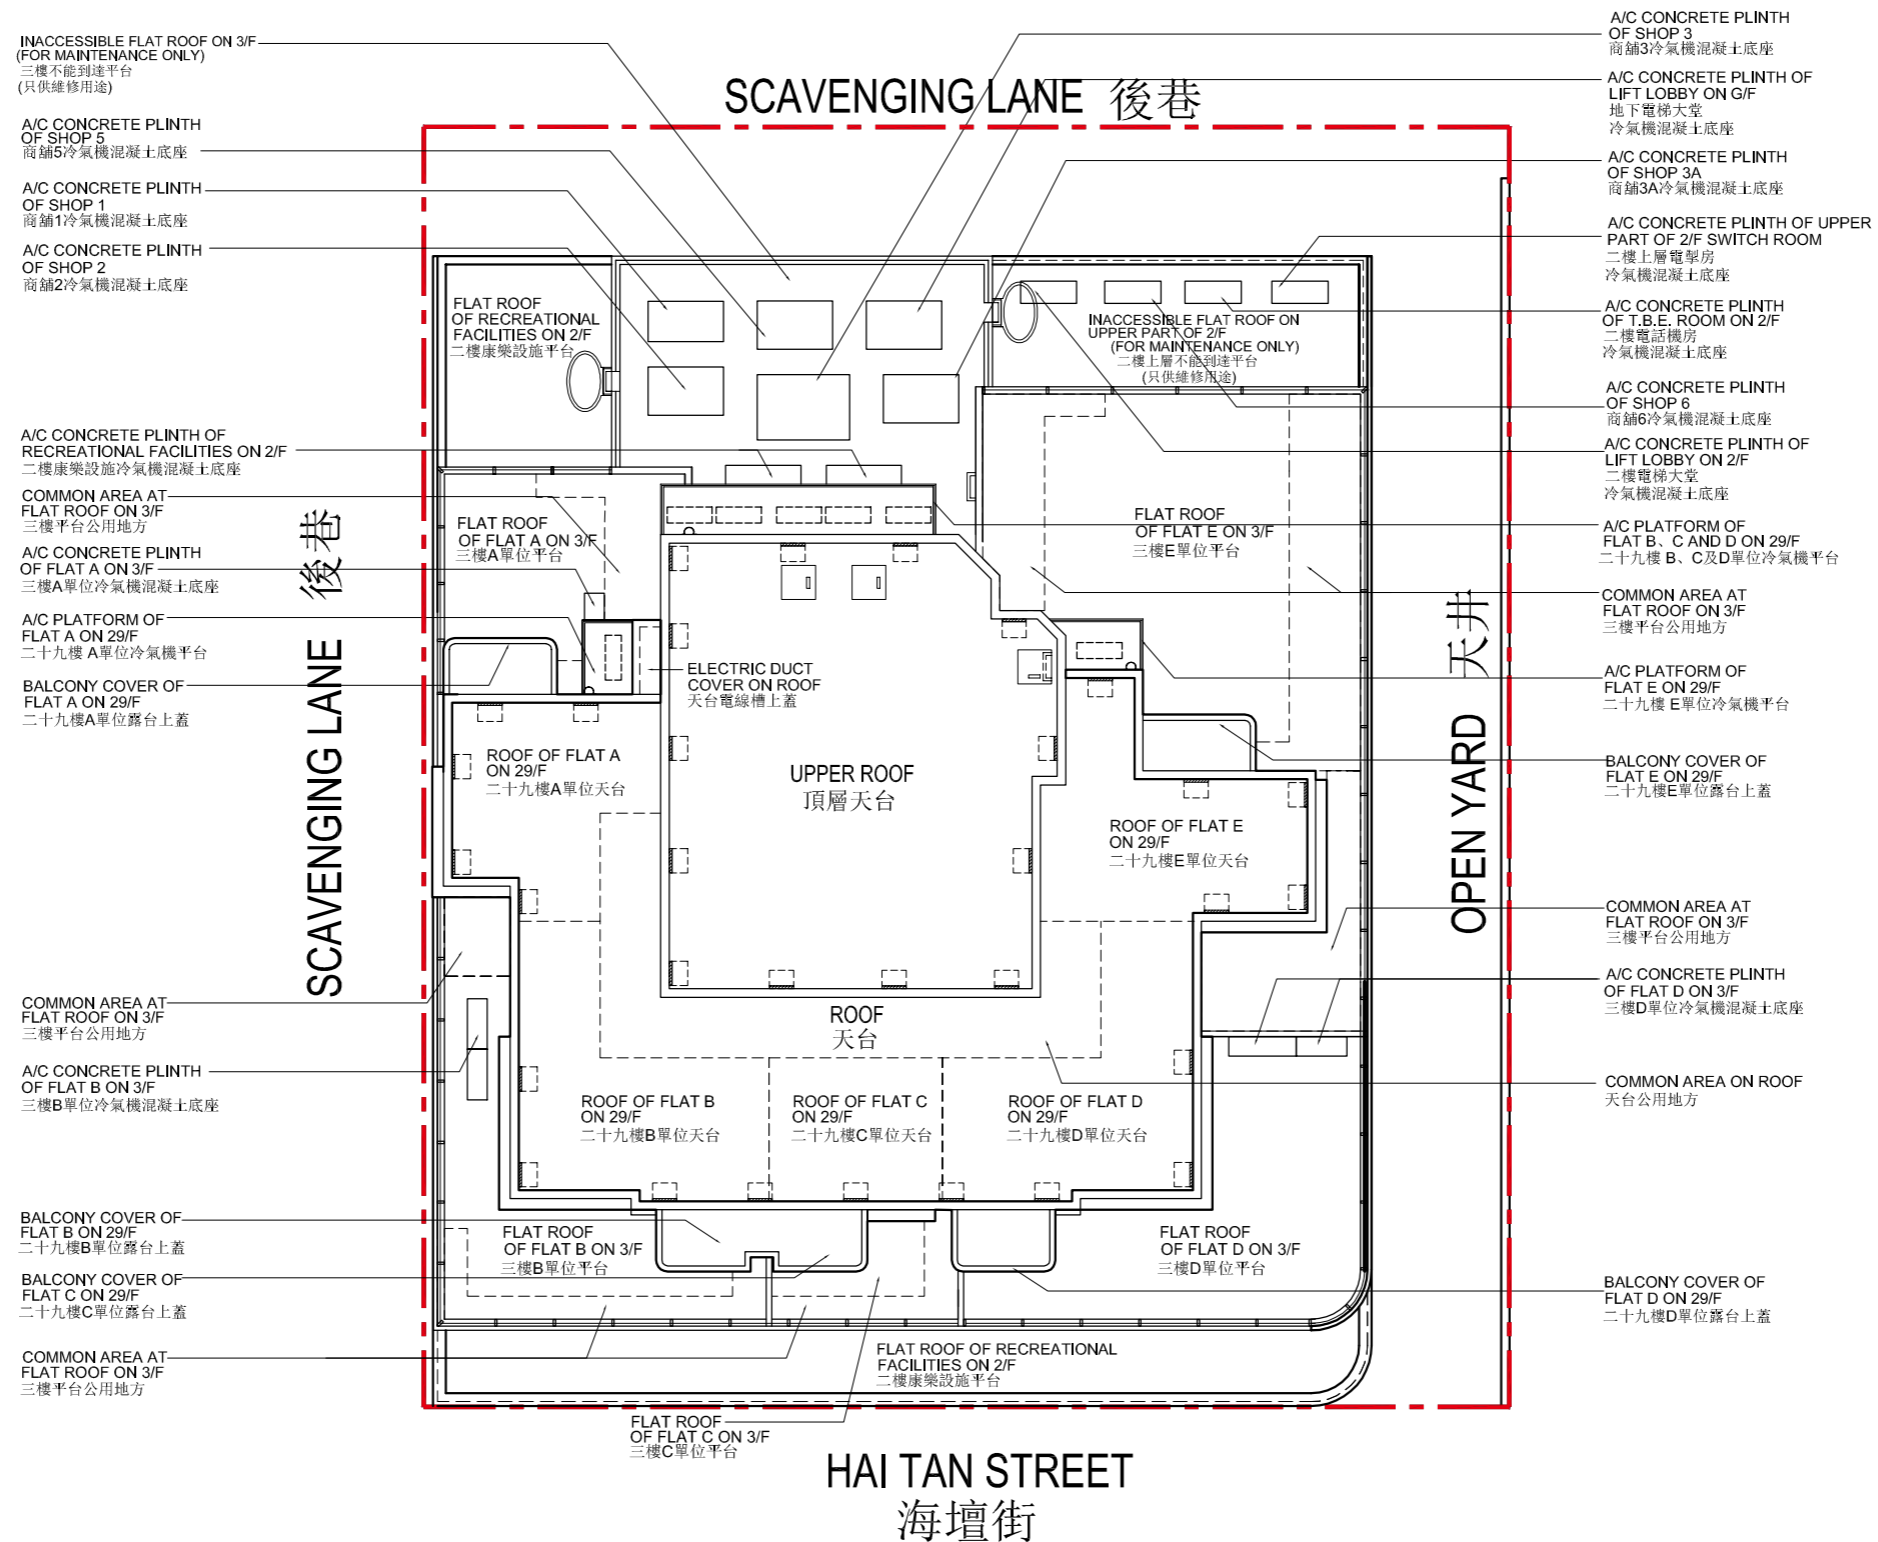 INACCESSIBLE FLAT ROOF ON 3/F
(FOR MAINTENANCE ONLY)
三樓不能到達平台
(只供維修用途)
A/C CONCRETE PLINTH
OF SHOP 5
商舖5冷氣機混凝土底座
A/C CONCRETE PLINTH
OF SHOP 1
商舖1冷氣機混凝土底座
A/C CONCRETE PLINTH
OF SHOP 2
商舖2冷氣機混凝土底座
A/C CONCRETE PLINTH OF
RECREATIONAL FACILITIES ON 2/F
二樓康樂設施冷氣機混凝土底座
COMMON AREA AT
FLAT ROOF ON 3/F
三樓平台公用地方
A/C CONCRETE PLINTH
OF FLAT A ON 3/F
三樓A單位冷氣機混凝土底座
A/C PLATFORM OF
FLAT A ON 29/F
二十九樓 A單位冷氣機平台
BALCONY COVER OF
FLAT A ON 29/F
二十九樓A單位露台上蓋
COMMON AREA AT
FLAT ROOF ON 3/F
三樓平台公用地方
A/C CONCRETE PLINTH
OF FLAT B ON 3/F
三樓B單位冷氣機混凝土底座
BALCONY COVER OF
FLAT B ON 29/F
二十九樓B單位露台上蓋
BALCONY COVER OF
FLAT C ON 29/F
二十九樓C單位露台上蓋
COMMON AREA AT
FLAT ROOF ON 3/F
三樓平台公用地方
SCAVENGING LANE 後巷
SCAVENGING LANE 後巷
FLAT ROOF
OF RECREATIONAL
FACILITIES ON 2/F
二樓康樂設施平台
INACCESSIBLE FLAT ROOF ON
UPPER PART OF 2/F
(FOR MAINTENANCE ONLY)
二樓上層不能到達平台
(只供維修用途)
FLAT ROOF
OF FLAT A ON 3/F
三樓A單位平台
FLAT ROOF
OF FLAT E ON 3/F
三樓E單位平台
ELECTRIC DUCT
COVER ON ROOF
天台電線槽上蓋
ROOF OF FLAT A
ON 29/F
二十九樓A單位天台
UPPER ROOF
頂層天台
ROOF OF FLAT E
ON 29/F
二十九樓E單位天台
ROOF
天台
ROOF OF FLAT B
ON 29/F
二十九樓B單位天台
ROOF OF FLAT C
ON 29/F
二十九樓C單位天台
ROOF OF FLAT D
ON 29/F
二十九樓D單位天台
FLAT ROOF
OF FLAT B ON 3/F
三樓B單位平台
FLAT ROOF
OF FLAT D ON 3/F
三樓D單位平台
FLAT ROOF OF RECREATIONAL
FACILITIES ON 2/F
二樓康樂設施平台
FLAT ROOF
OF FLAT C ON 3/F
三樓C單位平台
HAI TAN STREET
海壇街
OPEN YARD 天井
A/C CONCRETE PLINTH
OF SHOP 3
商舖3冷氣機混凝土底座
A/C CONCRETE PLINTH OF
LIFT LOBBY ON G/F
地下電梯大堂
冷氣機混凝土底座
A/C CONCRETE PLINTH
OF SHOP 3A
商舖3A冷氣機混凝土底座
A/C CONCRETE PLINTH OF UPPER
PART OF 2/F SWITCH ROOM
二樓上層電掣房
冷氣機混凝土底座
A/C CONCRETE PLINTH
OF T.B.E. ROOM ON 2/F
二樓電話機房
冷氣機混凝土底座
A/C CONCRETE PLINTH
OF SHOP 6
商舖6冷氣機混凝土底座
A/C CONCRETE PLINTH OF
LIFT LOBBY ON 2/F
二樓電梯大堂
冷氣機混凝土底座
A/C PLATFORM OF
FLAT B、C AND D ON 29/F
二十九樓 B、C及D單位冷氣機平台
COMMON AREA AT
FLAT ROOF ON 3/F
三樓平台公用地方
A/C PLATFORM OF
FLAT E ON 29/F
二十九樓 E單位冷氣機平台
BALCONY COVER OF
FLAT E ON 29/F
二十九樓E單位露台上蓋
COMMON AREA AT
FLAT ROOF ON 3/F
三樓平台公用地方
A/C CONCRETE PLINTH
OF FLAT D ON 3/F
三樓D單位冷氣機混凝土底座
COMMON AREA ON ROOF
天台公用地方
BALCONY COVER OF
FLAT D ON 29/F
二十九樓D單位露台上蓋